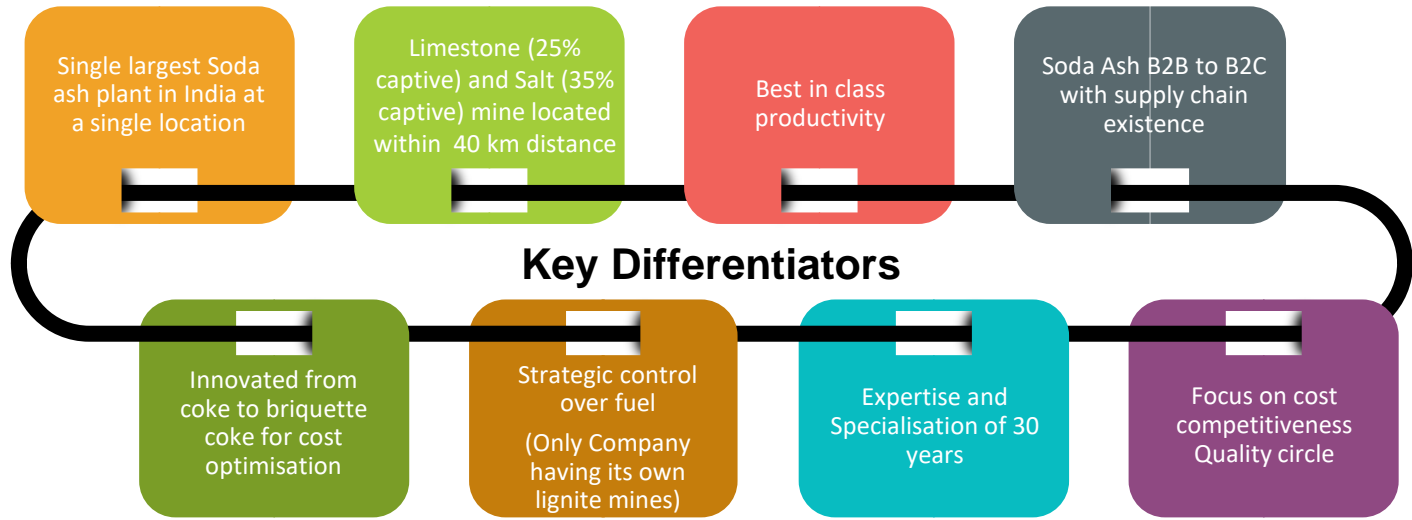 Single largest Soda
ash plant in India at
a single location
Limestone (25%
captive) and Salt (35%
captive) mine located
within 40 km distance
Best in class
productivity
Soda Ash B2B to B2C
with supply chain
existence
Key Differentiators
Innovated from
coke to briquette
coke for cost
optimisation
Strategic control
over fuel
(Only Company
having its own
lignite mines)
Expertise and
Specialisation of 30
years
Focus on cost
competitiveness
Quality circle